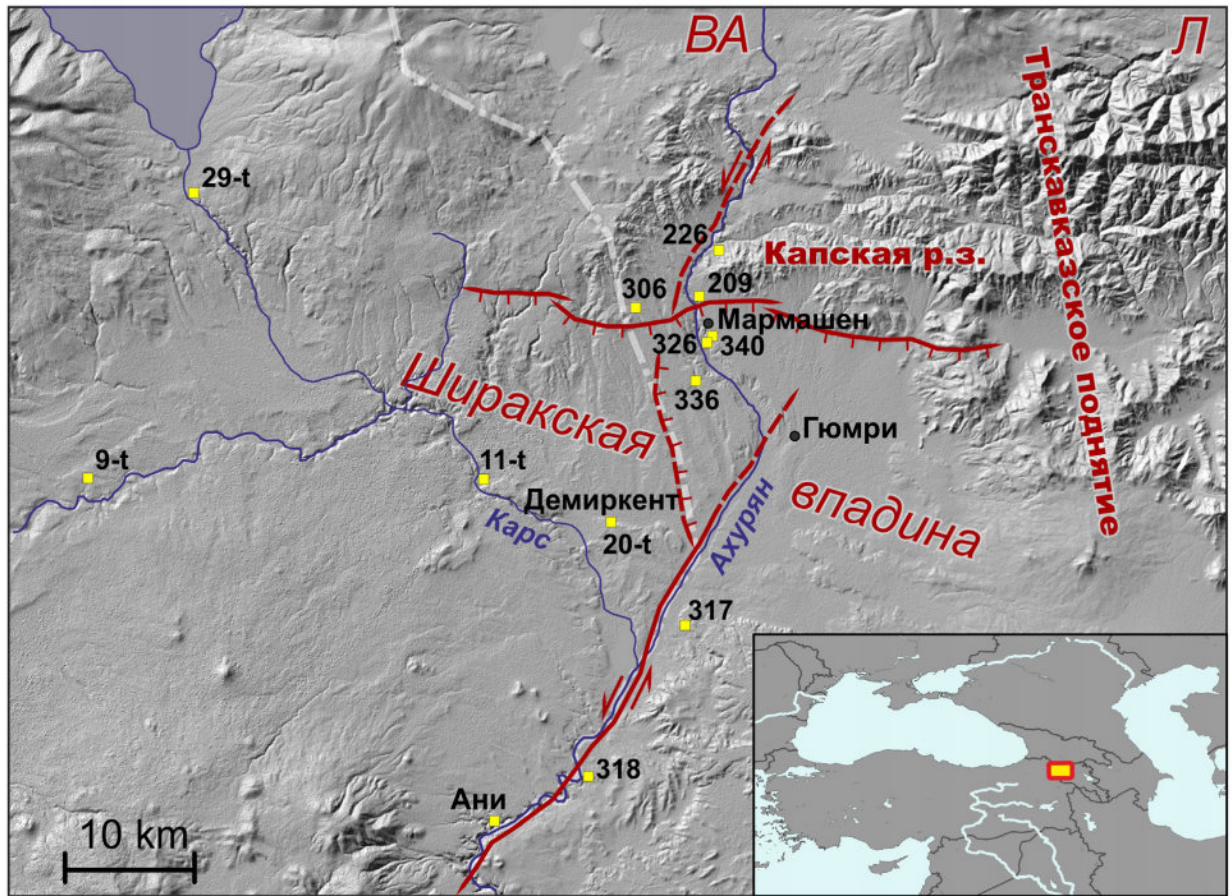 ВА
Л
Транскавказское поднятие
29-t
226
Капская р.з.
209
306
Мармашен
326
340
336
Ширакская
Гюмри
9-t
11-t
впадина
Демиркент
Карс
20-t
Ахурян
317
318
Ани
10 km